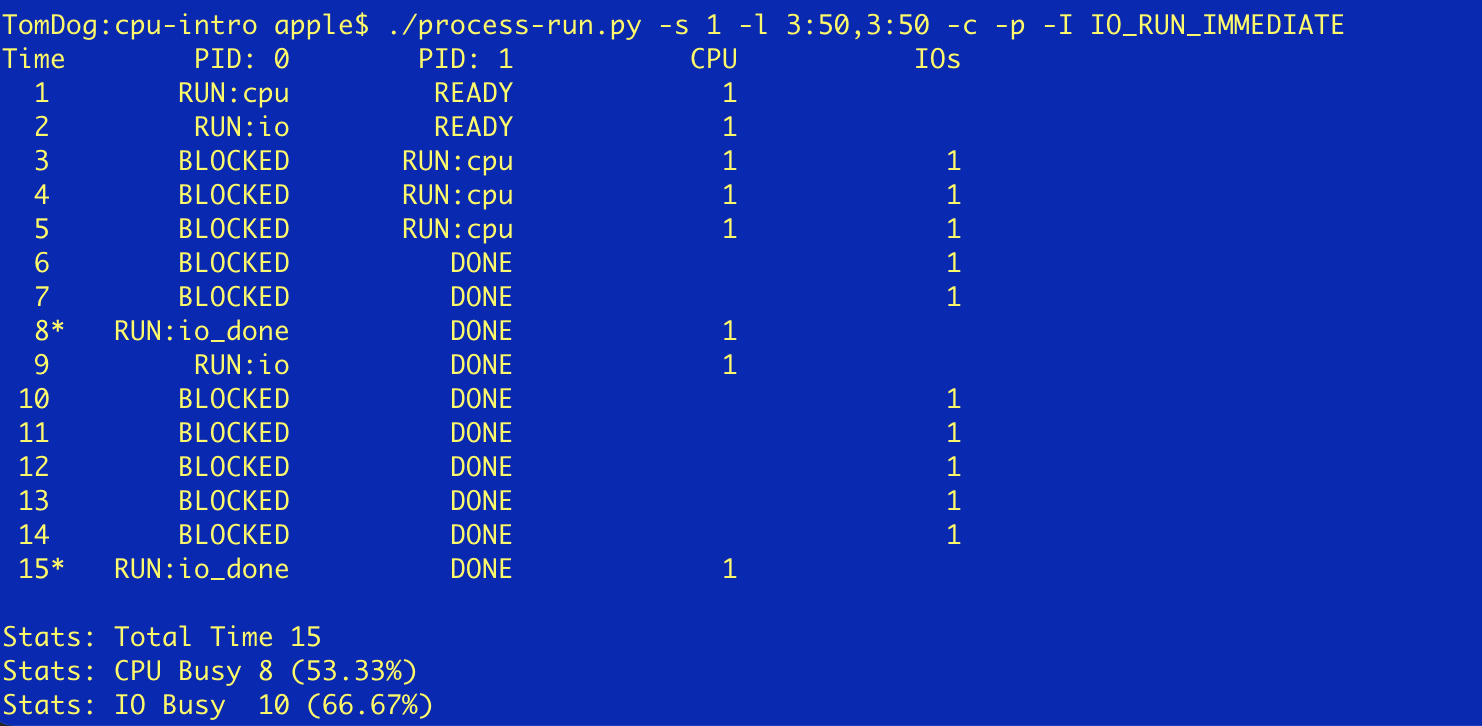 TomDog:cpu-intro apple$ ./process-run.py -s 1 -l 3:50,3:50 -c -p -I IO_RUN_IMMEDIATE
Time        PID: 0        PID: 1           CPU           IOs
  1        RUN:cpu         READY             1
  2         RUN:io         READY             1
  3        BLOCKED       RUN:cpu             1             1
  4        BLOCKED       RUN:cpu             1             1
  5        BLOCKED       RUN:cpu             1             1
  6        BLOCKED          DONE                           1
  7        BLOCKED          DONE                           1
  8*   RUN:io_done          DONE             1
  9         RUN:io          DONE             1
 10        BLOCKED          DONE                           1
 11        BLOCKED          DONE                           1
 12        BLOCKED          DONE                           1
 13        BLOCKED          DONE                           1
 14        BLOCKED          DONE                           1
 15*   RUN:io_done          DONE             1
Stats: Total Time 15
Stats: CPU Busy 8 (53.33%)
Stats: IO Busy  10 (66.67%)